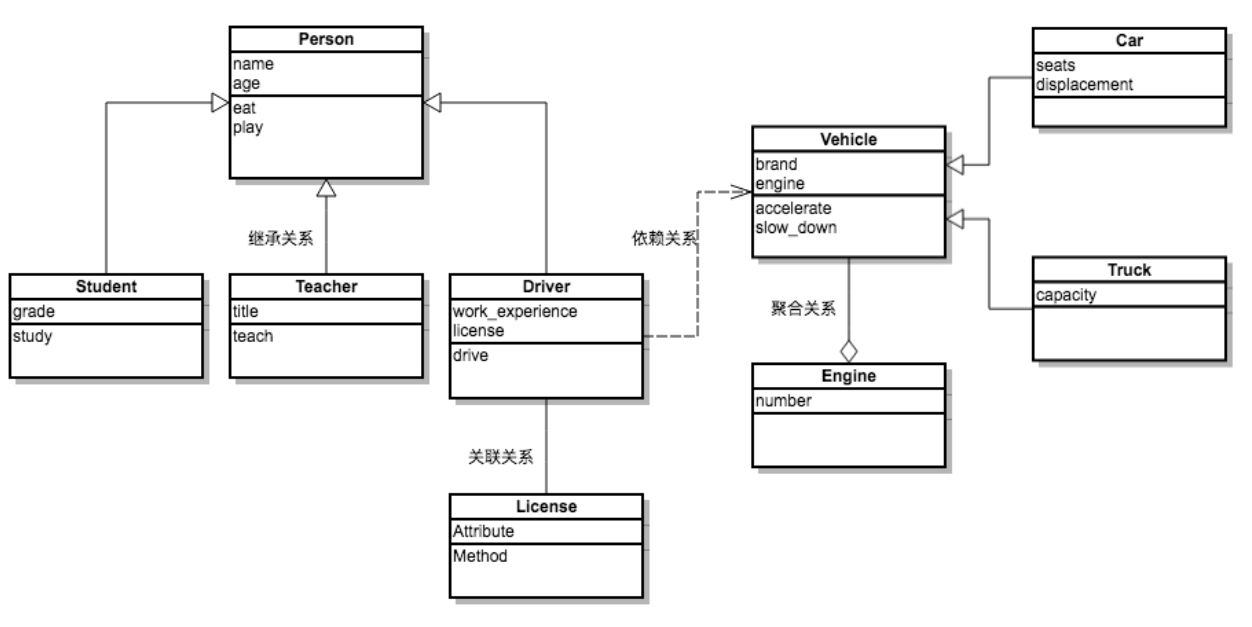 Person
name
age
eat
play
Car
seats
displacement
Vehicle
brand
engine
accelerate
slow_down
继承关系
依赖关系
Student
grade
study
Teacher
title
teach
Driver
work_experience
license
drive
Truck
capacity
聚合关系
Engine
number
关联关系
License
Attribute
Method